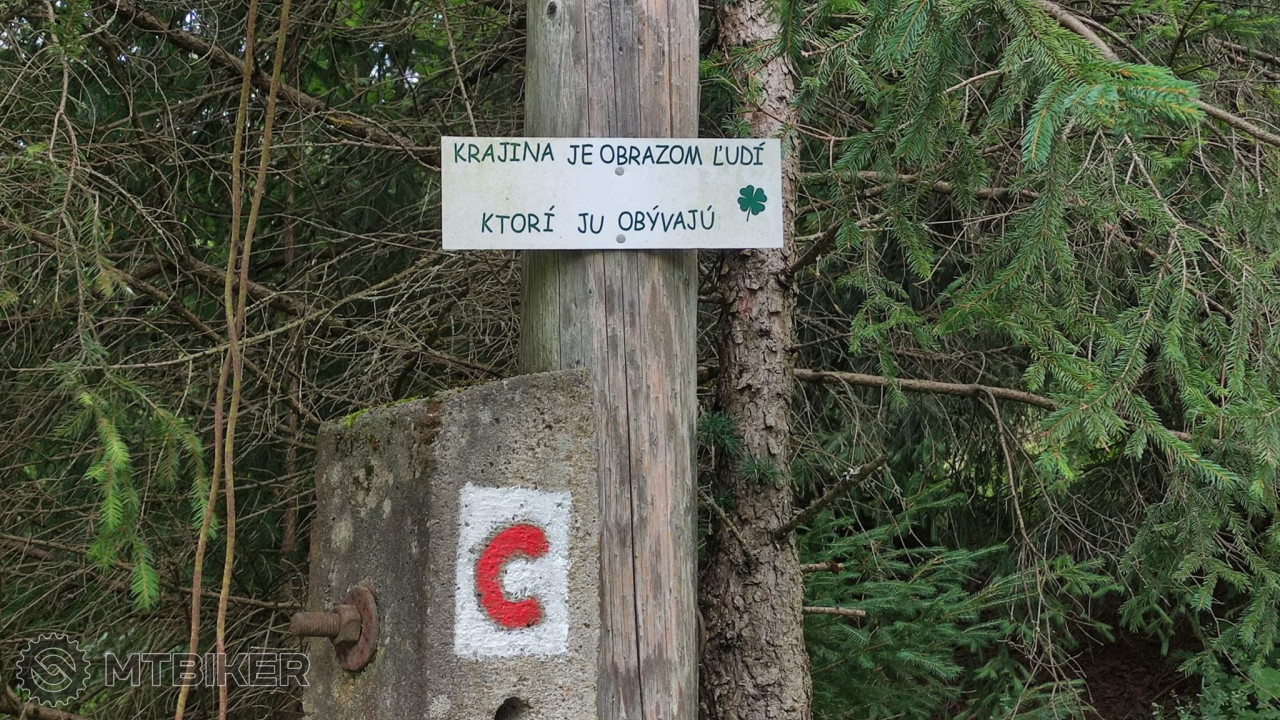 KRAJINA JE OBRAZOM ĽUDÍ
KTORÍ JU OBÝVAJÚ
C
MTBIKER